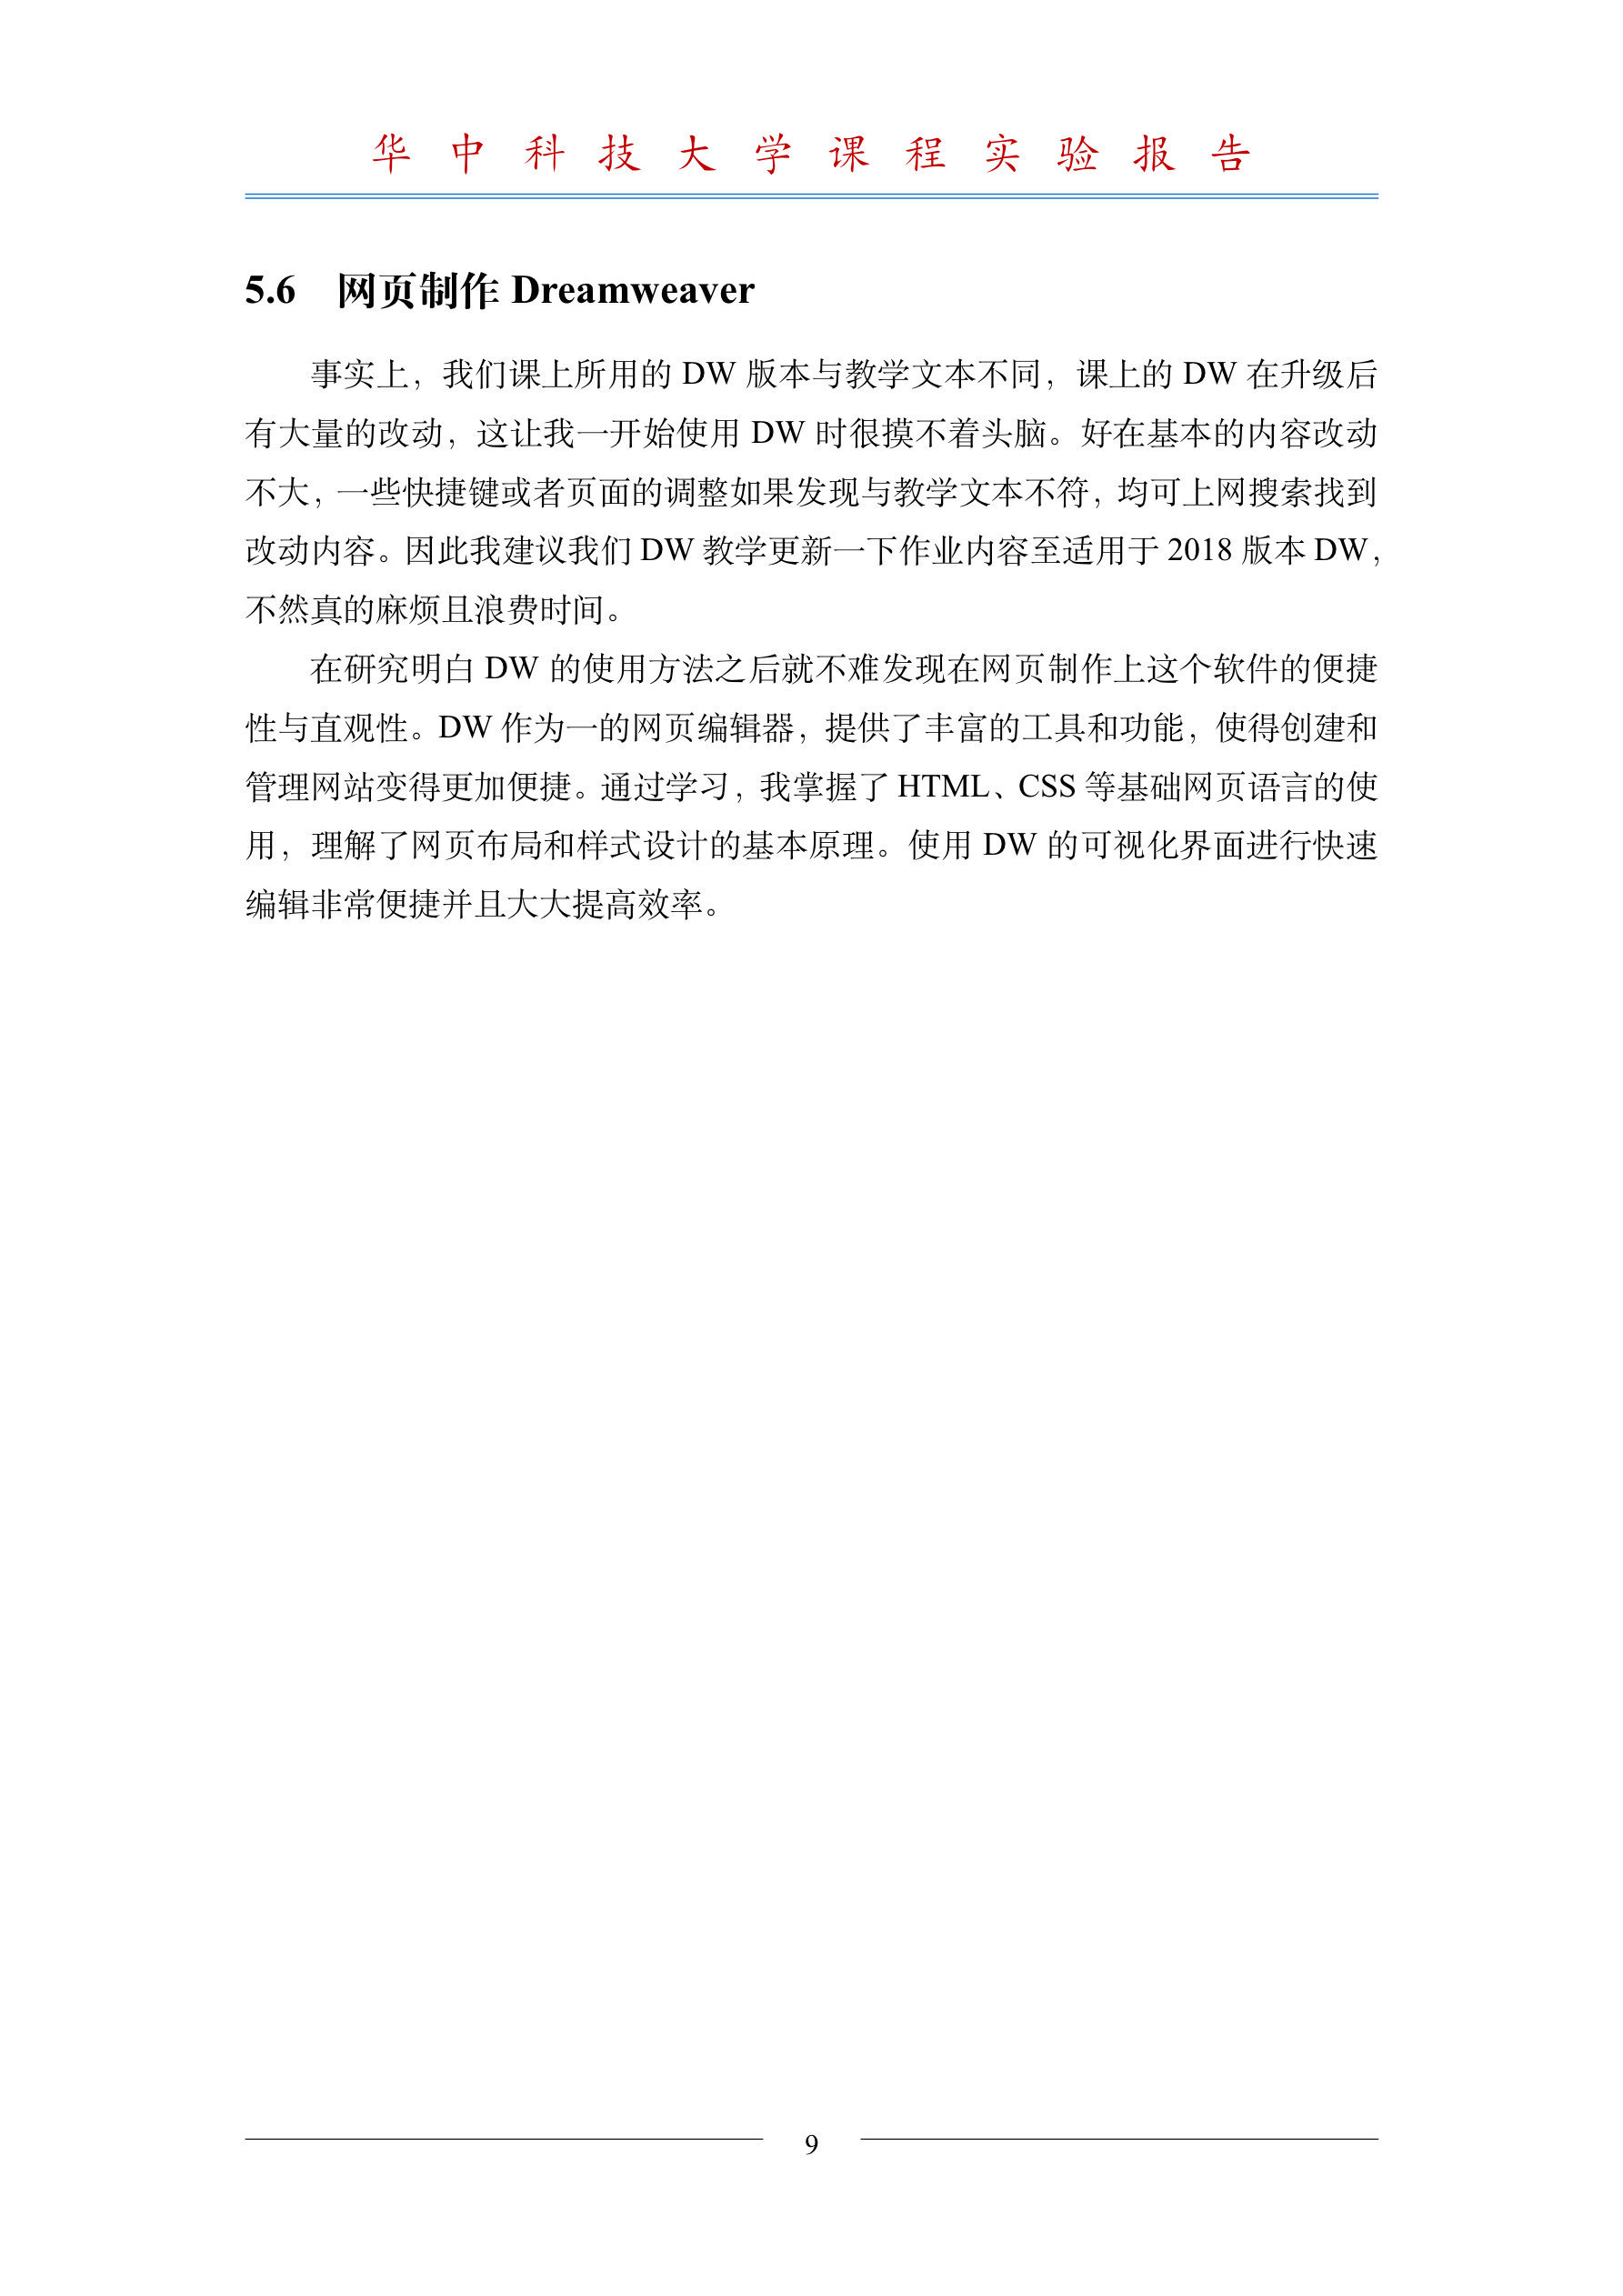 华中科技大学课程实验报告
5.6 网页制作 Dreamweaver
事实上，我们课上所用的 DW 版本与教学文本不同，课上的 DW 在升级后
有大量的改动，这让我一开始使用 DW 时很摸不着头脑。好在基本的内容改动
不大，一些快捷键或者页面的调整如果发现与教学文本不符，均可上网搜索找到
改动内容。因此我建议我们 DW 教学更新一下作业内容至适用于 2018 版本 DW，
不然真的麻烦且浪费时间。
在研究明白 DW 的使用方法之后就不难发现在网页制作上这个软件的便捷
性与直观性。DW 作为一的网页编辑器，提供了丰富的工具和功能，使得创建和
管理网站变得更加便捷。通过学习，我掌握了 HTML、CSS 等基础网页语言的使
用，理解了网页布局和样式设计的基本原理。使用 DW 的可视化界面进行快速
编辑非常便捷并且大大提高效率。
9